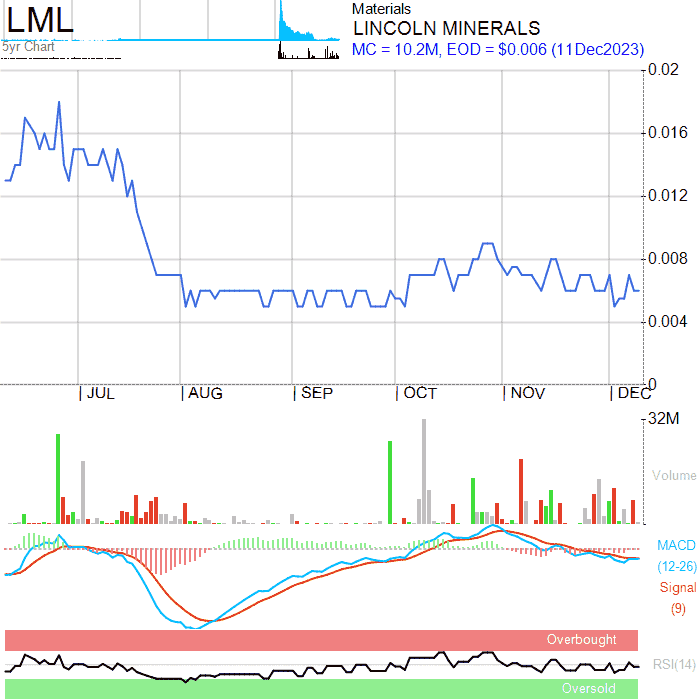 LML
5yr Chart
Materials
LINCOLN MINERALS
MC = 10.2M, EOD = $0.006 (11Dec2023)
0.02
0.016
0.012
0.008
0.004
0
JUL AUG SEP OCT NOV DEC
32M
Volume
MACD
(12-26)
Signal
(9)
Overbought
RSI(14)
Oversold